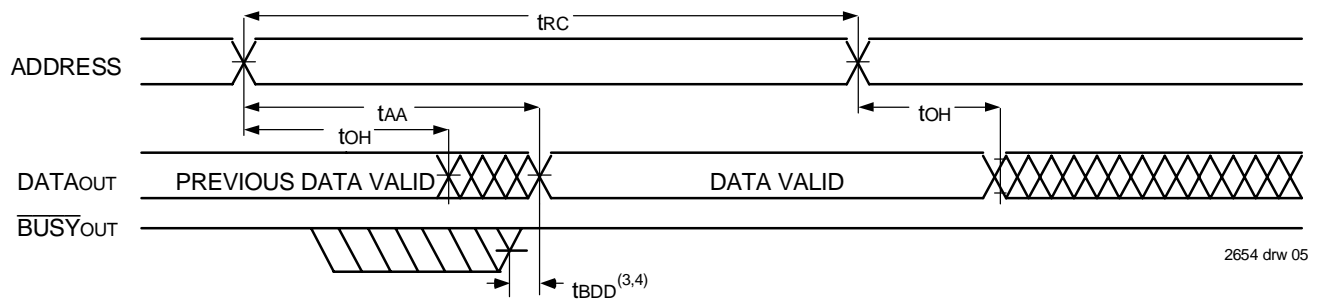 tRC
ADDRESS
tAA
tOH
tOH
DATAOUT
PREVIOUS DATA VALID
DATA VALID
BUSYOUT
2654 drw 05
tBDD(3,4)